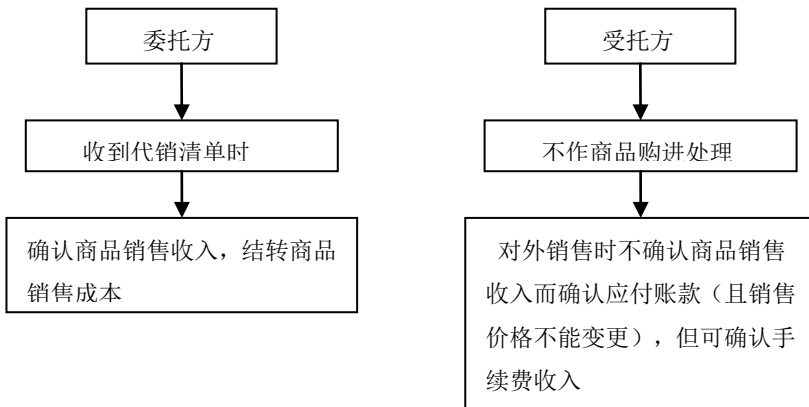 委托方
收到代销清单时
确认商品销售收入，结转商品
销售成本
受托方
不作商品购进处理
对外销售时不确认商品销售
收入而确认应付账款（且销售
价格不能变更），但可确认手
续费收入